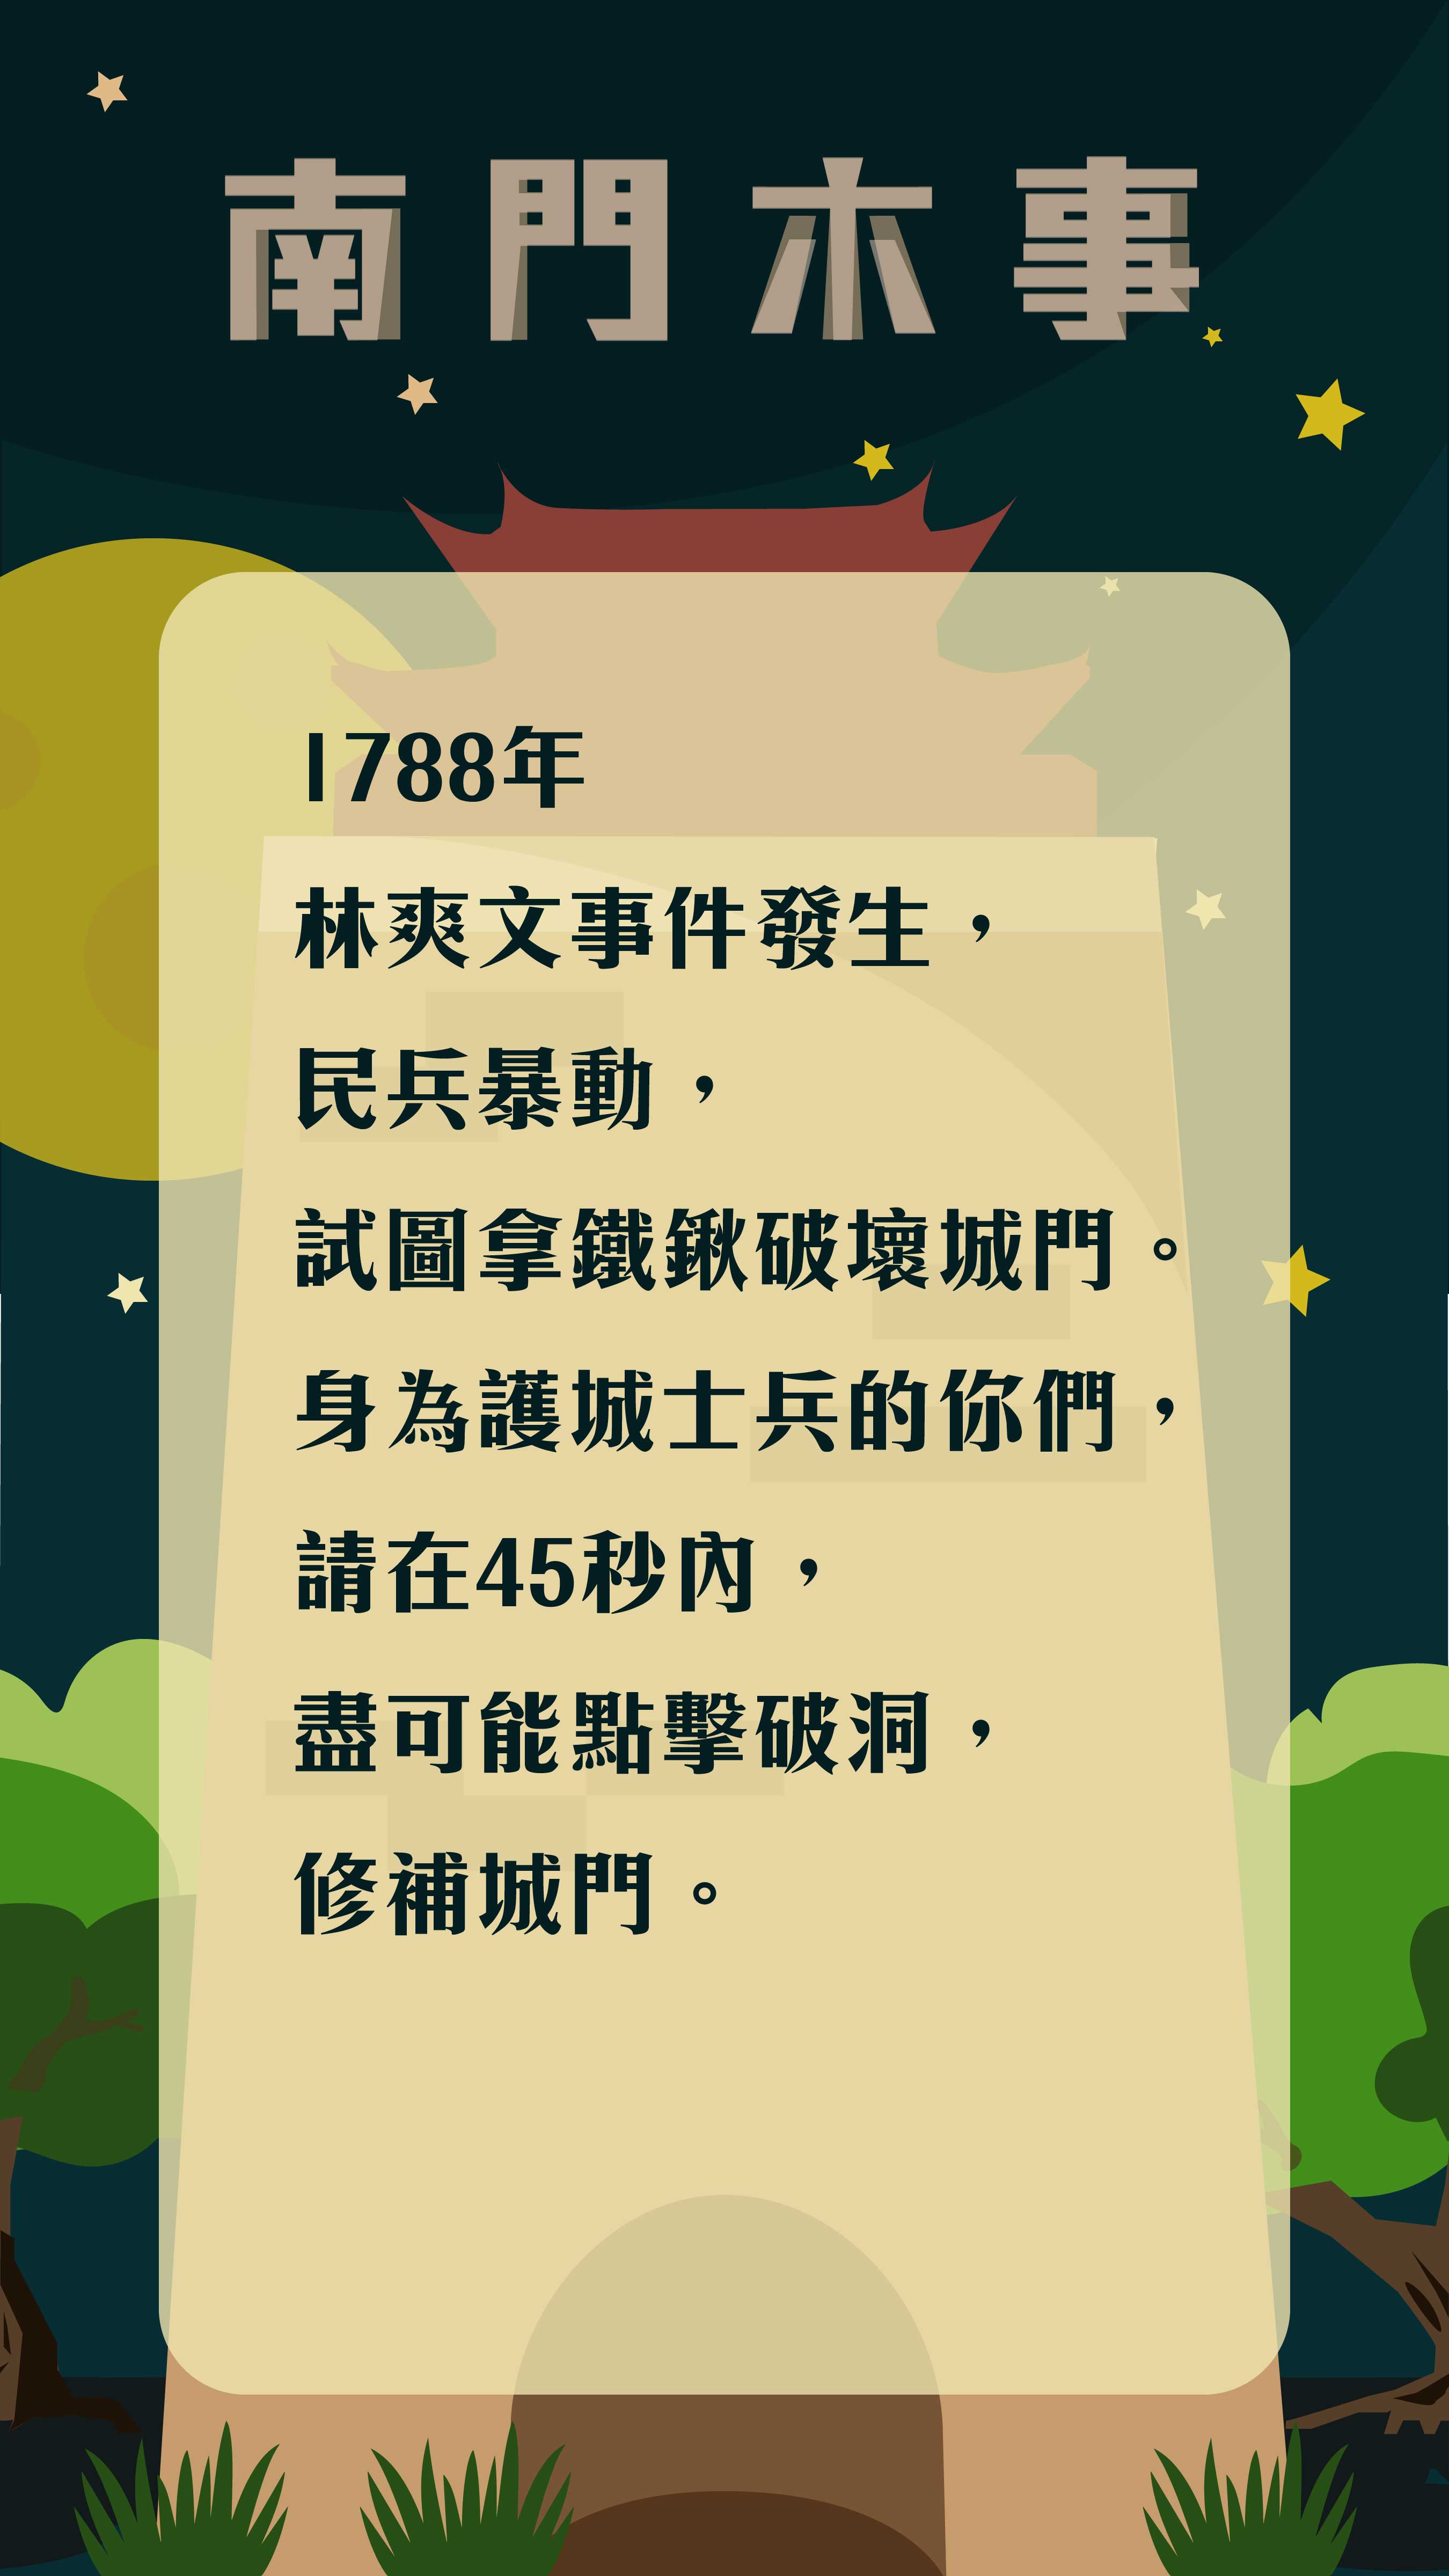 南門木事
1788年
林爽文事件發生，
民兵暴動，
試圖拿鐵鍬破壞城門。
身為護城士兵的你們，
請在45秒內，
盡可能點擊破洞，
修補城門。